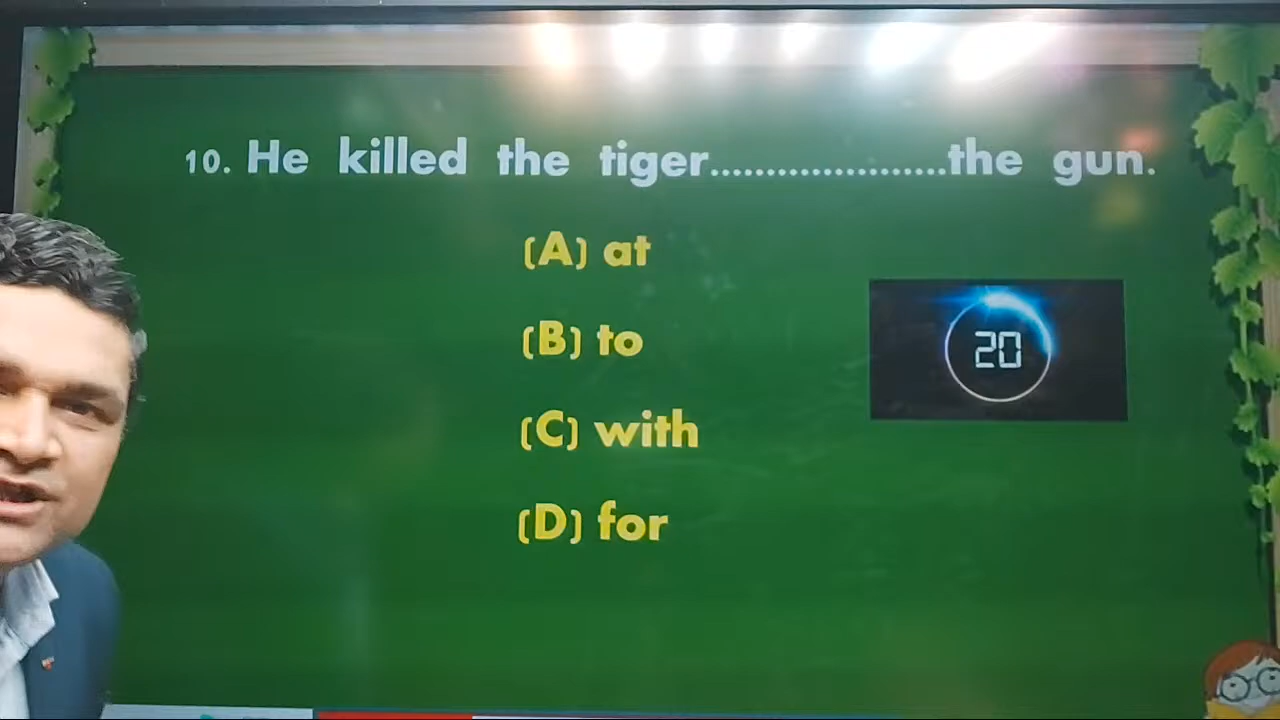 10. He killed the tiger.....................the gun.
(A) at
(B) to
20
(C) with
(D) for